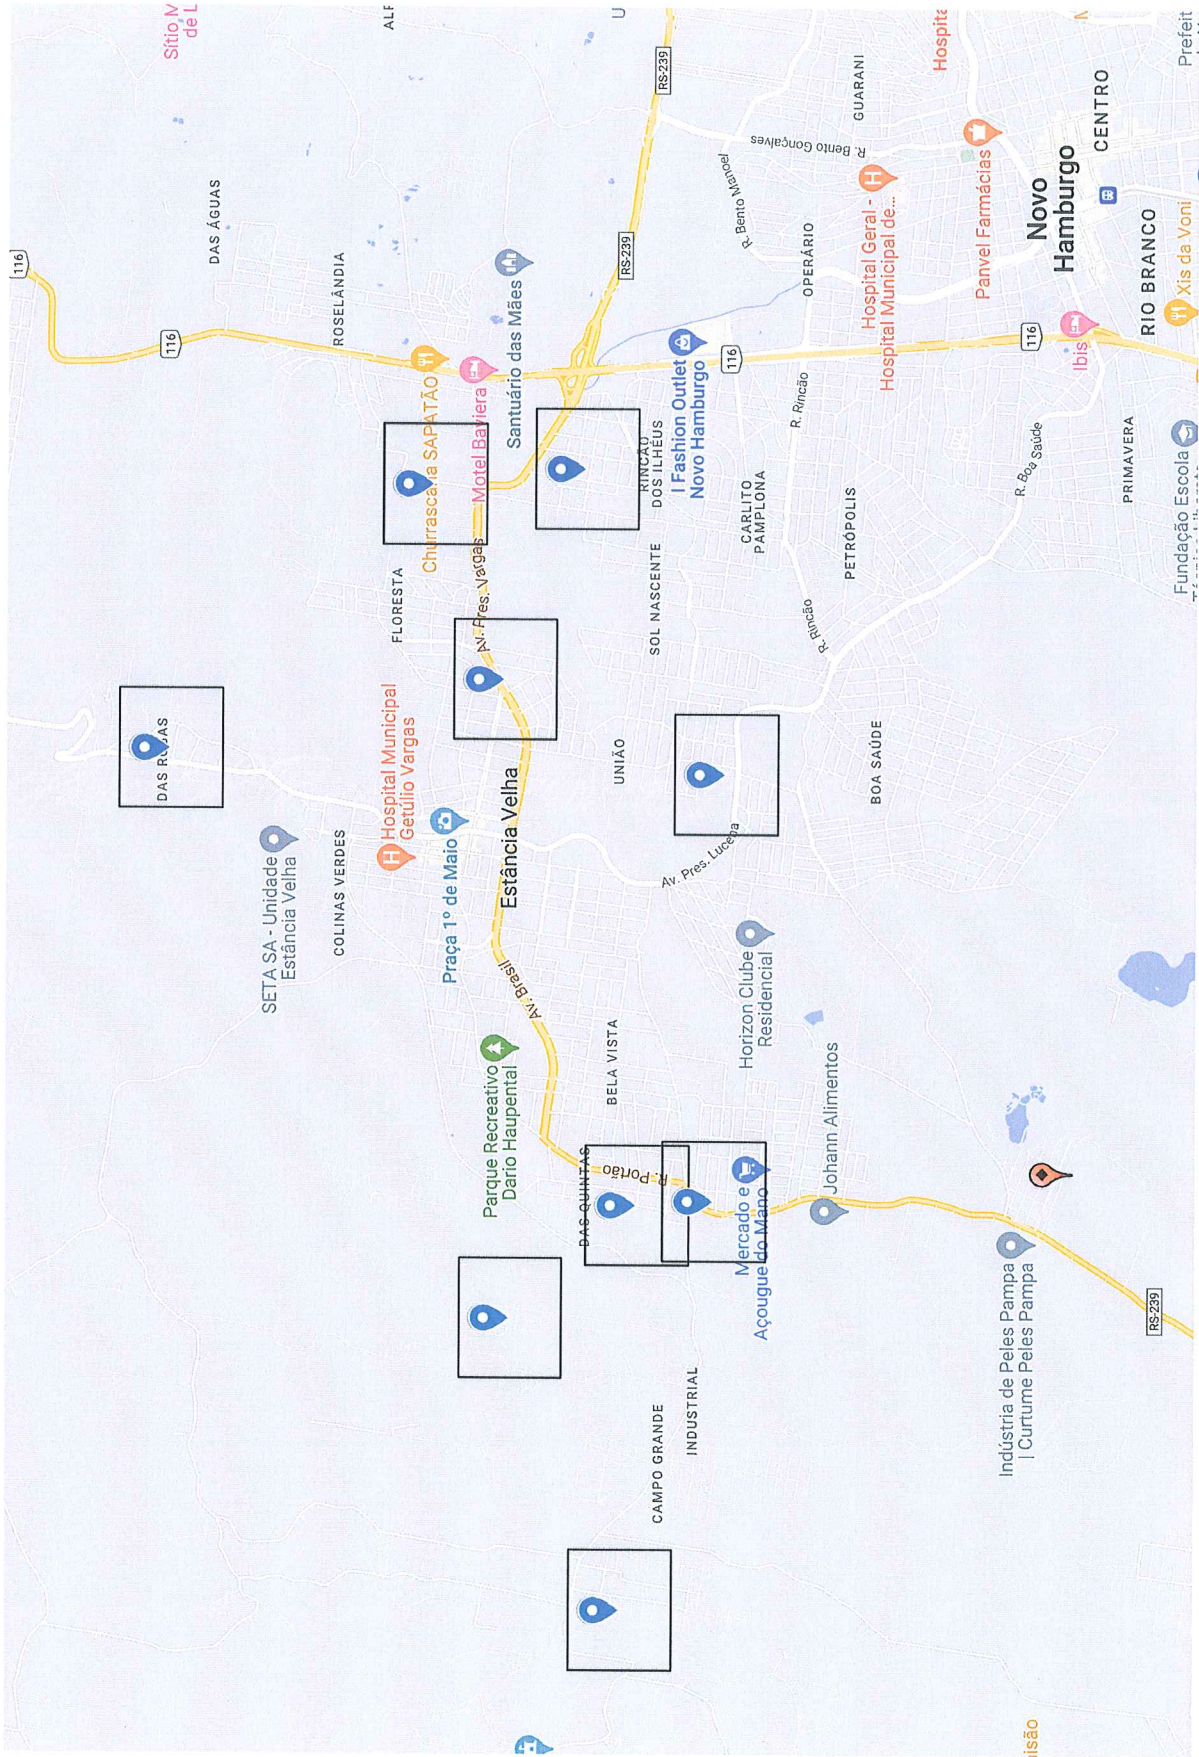 116
Sítio M
de L
116
DAS ROSAS
DAS ÁGUAS
SETA SA - Unidade
Estância Velha
COLINAS VERDES
ROSELÂNDIA
Hospital Municipal
Getúlio Vargas
FLORESTA
Churrascaria SAPATÃO
Praça 1º de Maio
Motel Baviera
Av. Pres. Vargas
Santuário das Mães
Parque Recreativo
Dario Haupental
Av. Brasil
Estância Velha
DAS QUINTAS
R. Portão
BELA VISTA
UNIÃO
RS-239
SOL NASCENTE
RINCÃO
DOS ILHÉUS
RS-239
CAMPO GRANDE
INDUSTRIAL
Av. Pres. Lucena
I Fashion Outlet
Novo Hamburgo
116
Mercado e
Açougue do Mano
Horizon Clube
Residencial
CARLITO
PAMPLONA
R. Bento Manoel
R. Bento Gonçalves
Johann Alimentos
R. Rincão
R. Rincão
OPERÁRIO
PETRÓPOLIS
GUARANI
BOA SAÚDE
Hospital Geral -
Hospital Municipal de...
Hospita
Panvel Farmácias
Indústria de Peles Pampa
| Curtume Peles Pampa
R. Boa Saúde
116
Novo
Hamburgo
Ibis
CENTRO
PRIMAVERA
RIO BRANCO
RS-239
Xis da Voni
Fundação Escola
Prefeit
isão